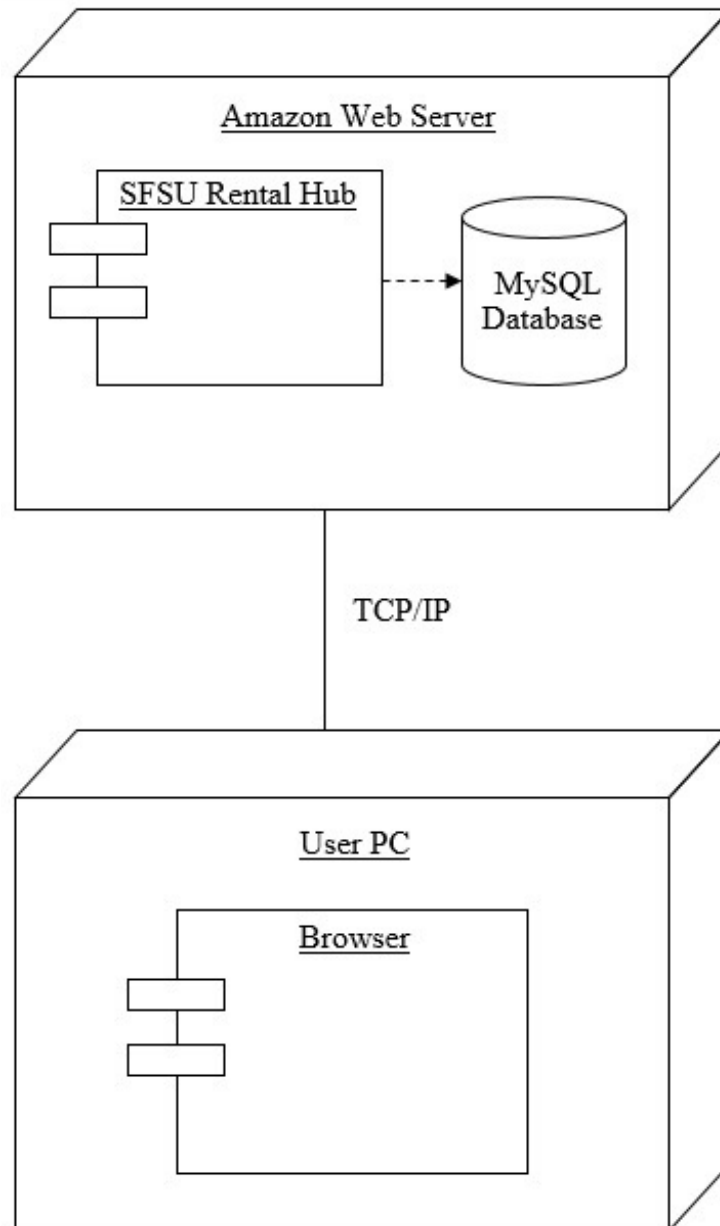 Amazon Web Server
SFSU Rental Hub
MySQL
Database
TCP/IP
User PC
Browser